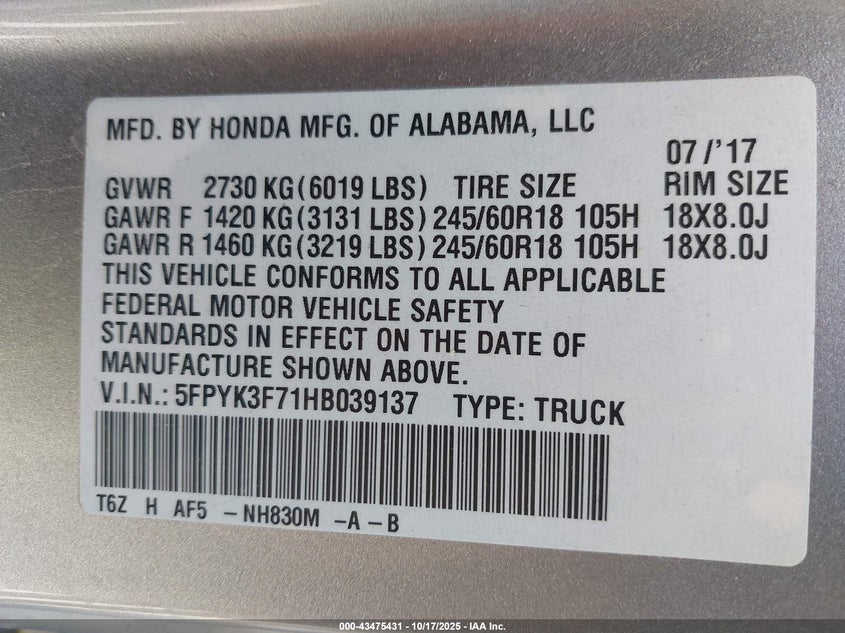 MFD. BY HONDA MFG. OF ALABAMA, LLC
07/'17
GVWR 2730 KG(6019 LBS) TIRE SIZE RIM SIZE
GAWR F 1420 KG(3131 LBS) 245/60R18 105H 18X8.0J
GAWR R 1460 KG(3219 LBS) 245/60R18 105H 18X8.0J
THIS VEHICLE CONFORMS TO ALL APPLICABLE
FEDERAL MOTOR VEHICLE SAFETY
STANDARDS IN EFFECT ON THE DATE OF
MANUFACTURE SHOWN ABOVE.
V.I.N.: 5FPYK3F71HB039137 TYPE: TRUCK
T6Z H AF5 -NH830M -A-B
000-43475431 - 10/17/2025 - IAA Inc.